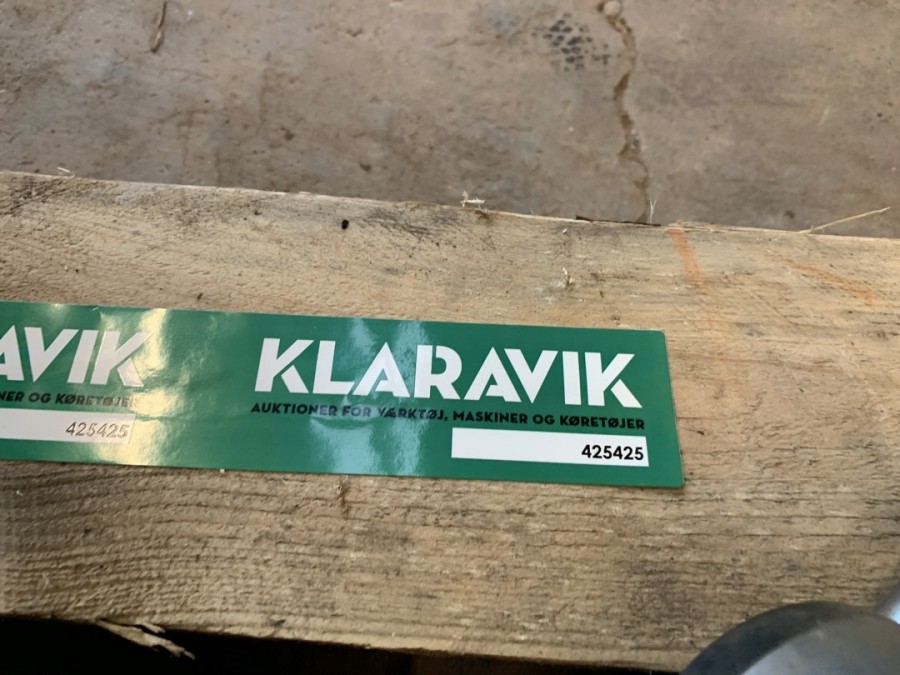 AVIK
NER OG KØRETØJER
425425
KLARAVIK
AUKTIONER FOR VÆRKTØJ, MASKINER OG KØRETØJER
425425